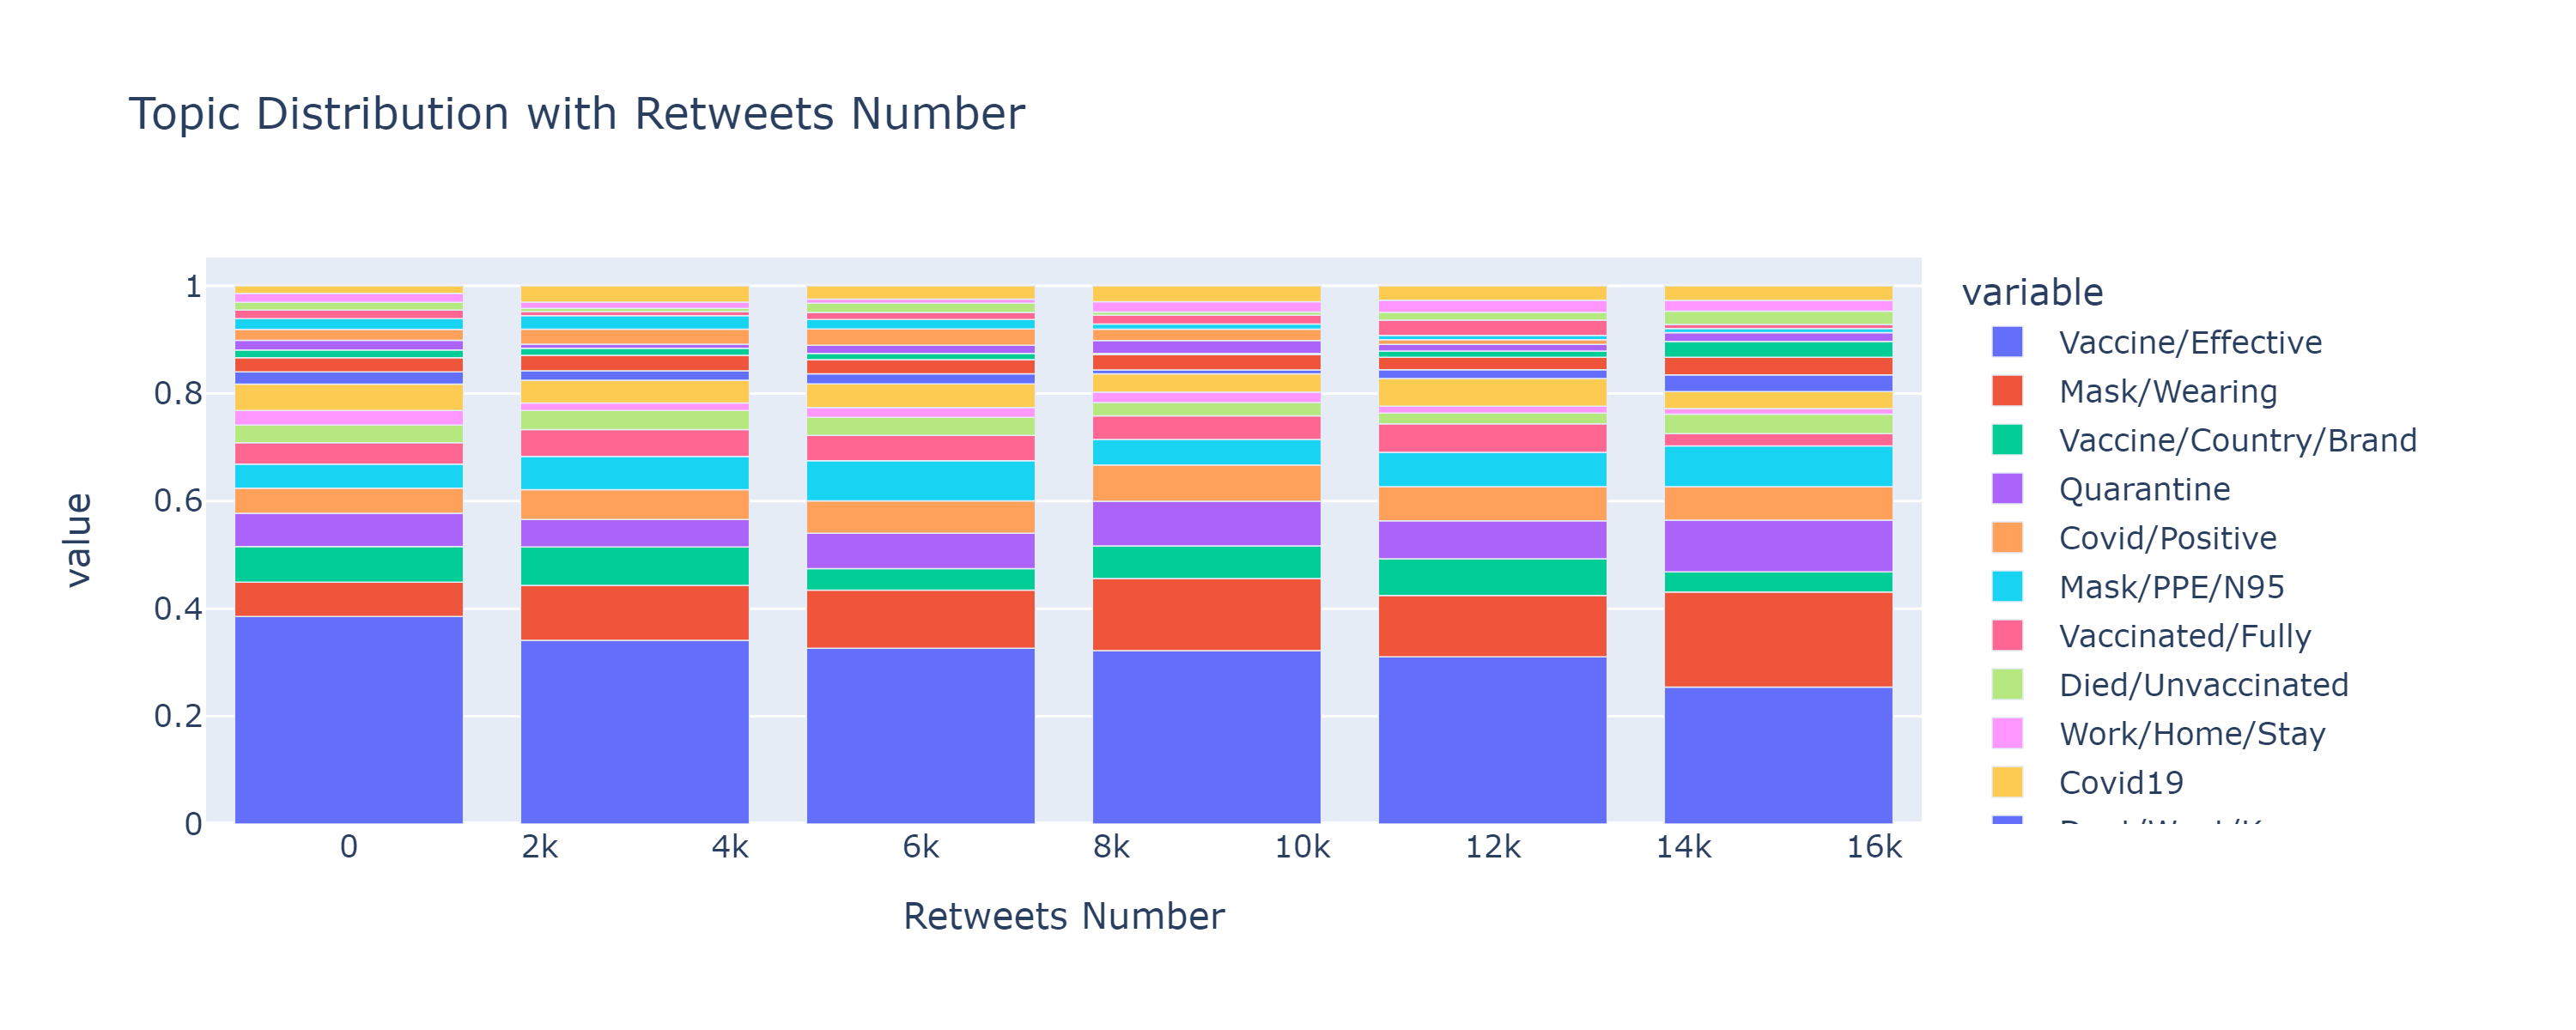 Topic Distribution with Retweets Number
1
0.8
0.6
0.4
0.2
0
value
0 2k 4k 6k 8k 10k 12k 14k 16k
Retweets Number
variable
Vaccine/Effective
Mask/Wearing
Vaccine/Country/Brand
Quarantine
Covid/Positive
Mask/PPE/N95
Vaccinated/Fully
Died/Unvaccinated
Work/Home/Stay
Covid19